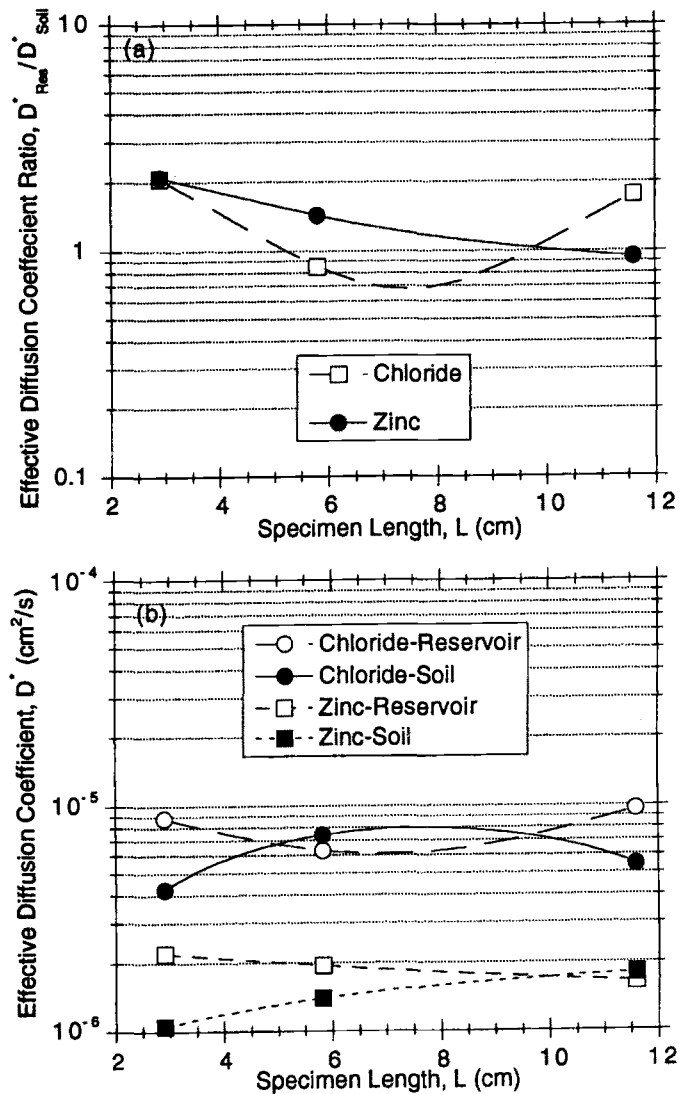 Effective Diffusion Coeffecient Ratio, D*Res/D*Soil
10
(a)
1
0.1
Chloride
Zinc
2 4 6 8 10 12
Specimen Length, L (cm)
Effective Diffusion Coefficient, D* (cm²/s)
10⁻⁴
(b)
Chloride-Reservoir
Chloride-Soil
Zinc-Reservoir
Zinc-Soil
10⁻⁵
10⁻⁶
2 4 6 8 10 12
Specimen Length, L (cm)